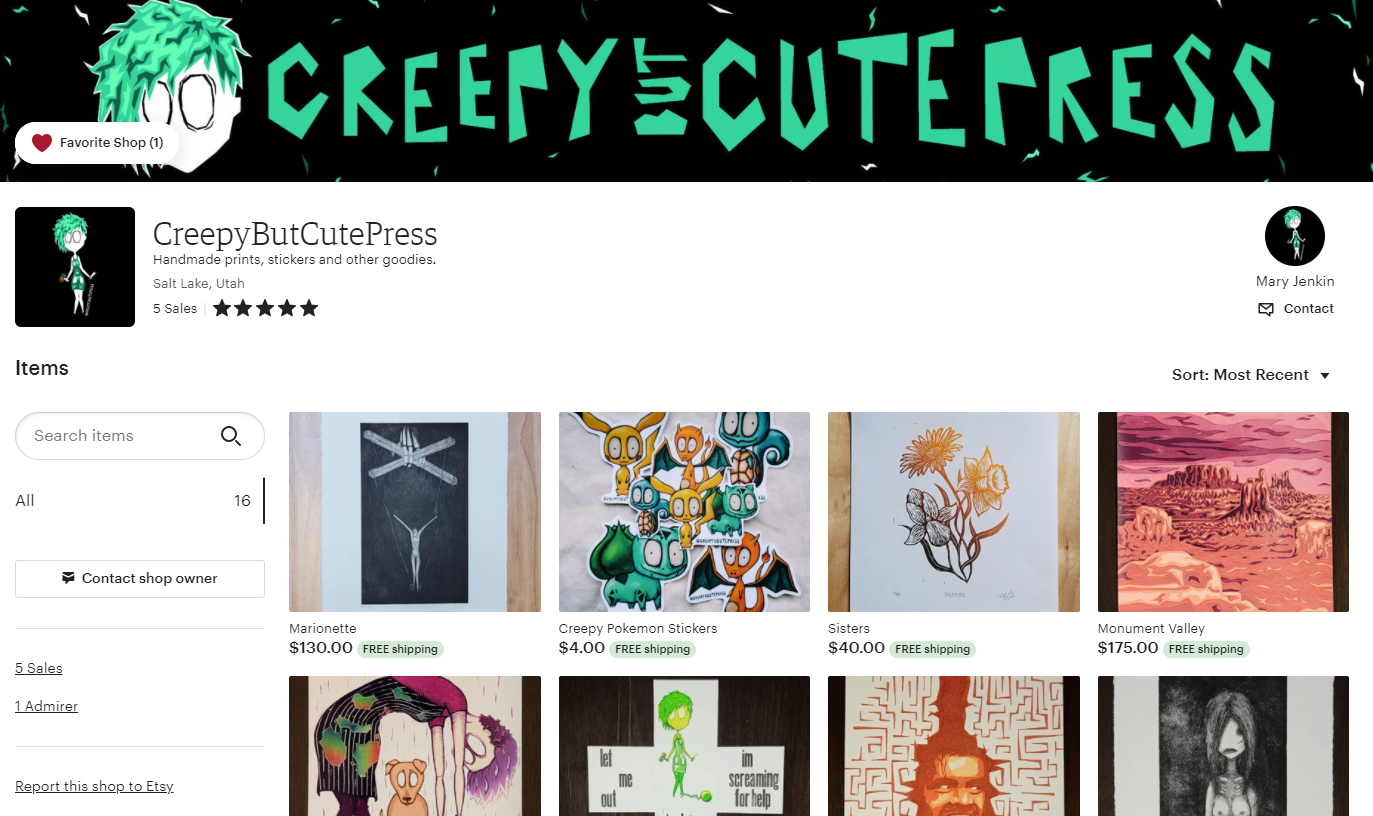 CREEPY BUT CUTE PRESS
Favorite Shop (1)
CreepyButCutePress
Handmade prints, stickers and other goodies.
Salt Lake, Utah
5 Sales
Mary Jenkin
Contact
Items
Sort: Most Recent
Search items
All 16
Contact shop owner
5 Sales
1 Admirer
Report this shop to Etsy
Marionette
$130.00 FREE shipping
Creepy Pokemon Stickers
$4.00 FREE shipping
Sisters
$40.00 FREE shipping
Monument Valley
$175.00 FREE shipping
let
me
out
im
screaming
for help